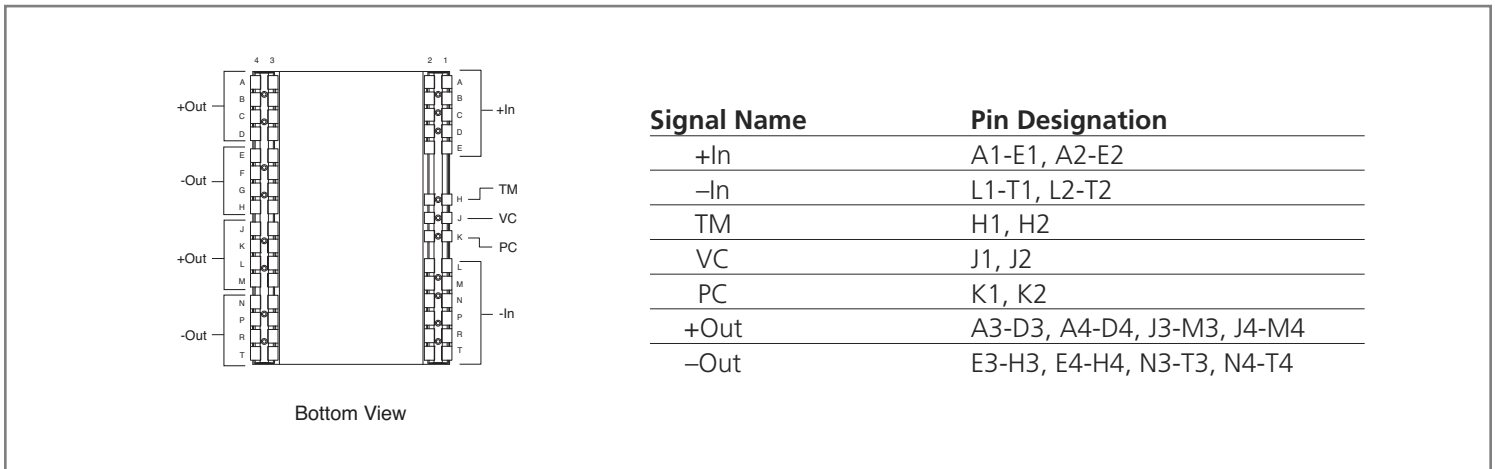 4 3 2 1
A A
B B
+Out +In
C C
D D
E E
F
-Out
G
TM
H H
J J VC
K K
PC
+Out
L L
M M
N N
P P -In
-Out
R R
T T
Bottom View
Signal Name Pin Designation
+In A1-E1, A2-E2
–In L1-T1, L2-T2
TM H1, H2
VC J1, J2
PC K1, K2
+Out A3-D3, A4-D4, J3-M3, J4-M4
–Out E3-H3, E4-H4, N3-T3, N4-T4